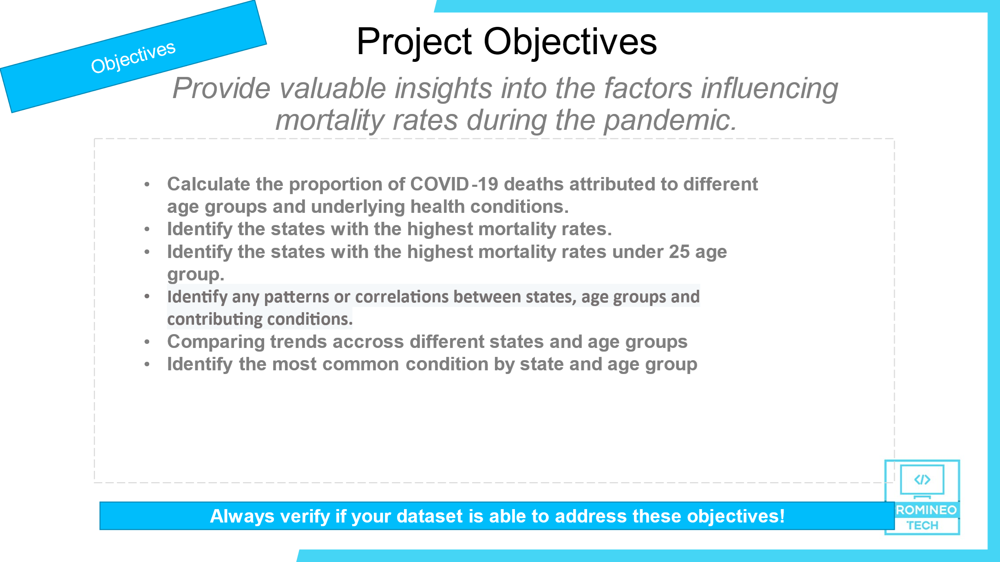 Objectives
Project Objectives
Provide valuable insights into the factors influencing
mortality rates during the pandemic.
• Calculate the proportion of COVID-19 deaths attributed to different
age groups and underlying health conditions.
• Identify the states with the highest mortality rates.
• Identify the states with the highest mortality rates under 25 age
group.
• Identify any patterns or correlations between states, age groups and
contributing conditions.
• Comparing trends accross different states and age groups
• Identify the most common condition by state and age group
</>
Always verify if your dataset is able to address these objectives!
ROMINEO
TECH